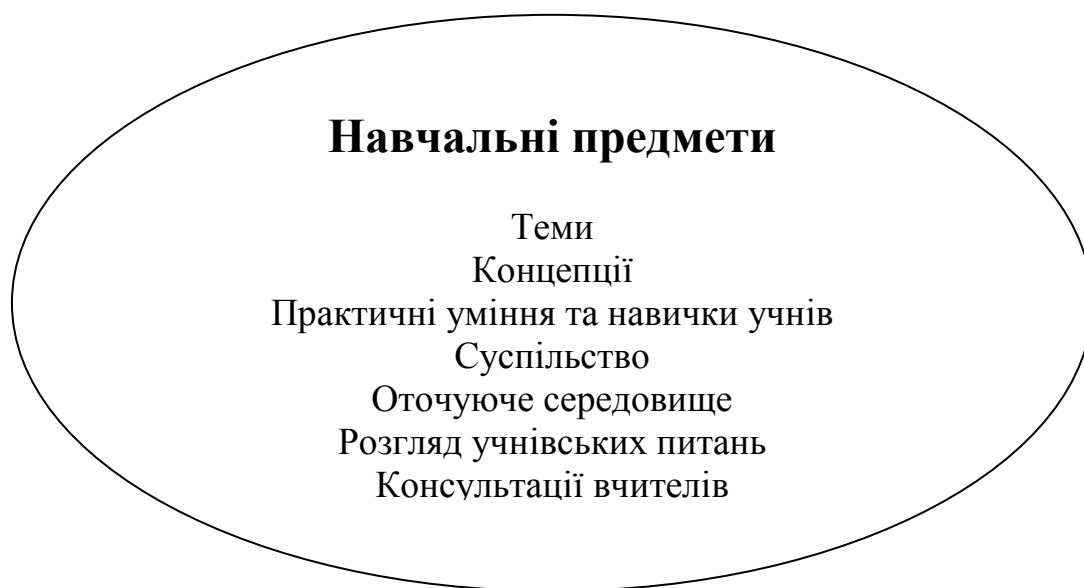 Навчальні предмети
Теми
Концепції
Практичні уміння та навички учнів
Суспільство
Оточуюче середовище
Розгляд учнівських питань
Консультації вчителів